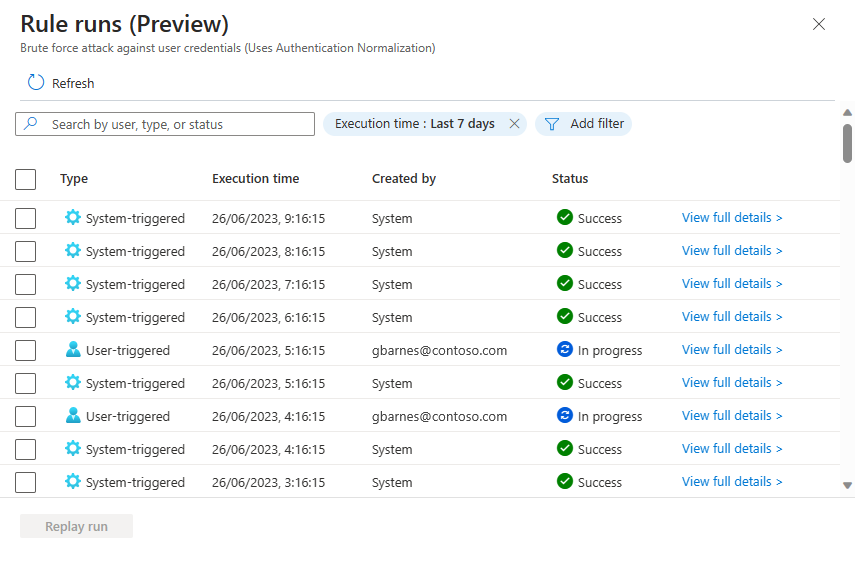 Rule runs (Preview)
Brute force attack against user credentials (Uses Authentication Normalization)
Refresh
Search by user, type, or status
Execution time : Last 7 days
Add filter
Type Execution time Created by Status
System-triggered 26/06/2023, 9:16:15 System Success View full details >
System-triggered 26/06/2023, 8:16:15 System Success View full details >
System-triggered 26/06/2023, 7:16:15 System Success View full details >
System-triggered 26/06/2023, 6:16:15 System Success View full details >
User-triggered 26/06/2023, 5:16:15 gbarnes@contoso.com In progress View full details >
System-triggered 26/06/2023, 5:16:15 System Success View full details >
User-triggered 26/06/2023, 4:16:15 gbarnes@contoso.com In progress View full details >
System-triggered 26/06/2023, 4:16:15 System Success View full details >
System-triggered 26/06/2023, 3:16:15 System Success View full details >
Replay run